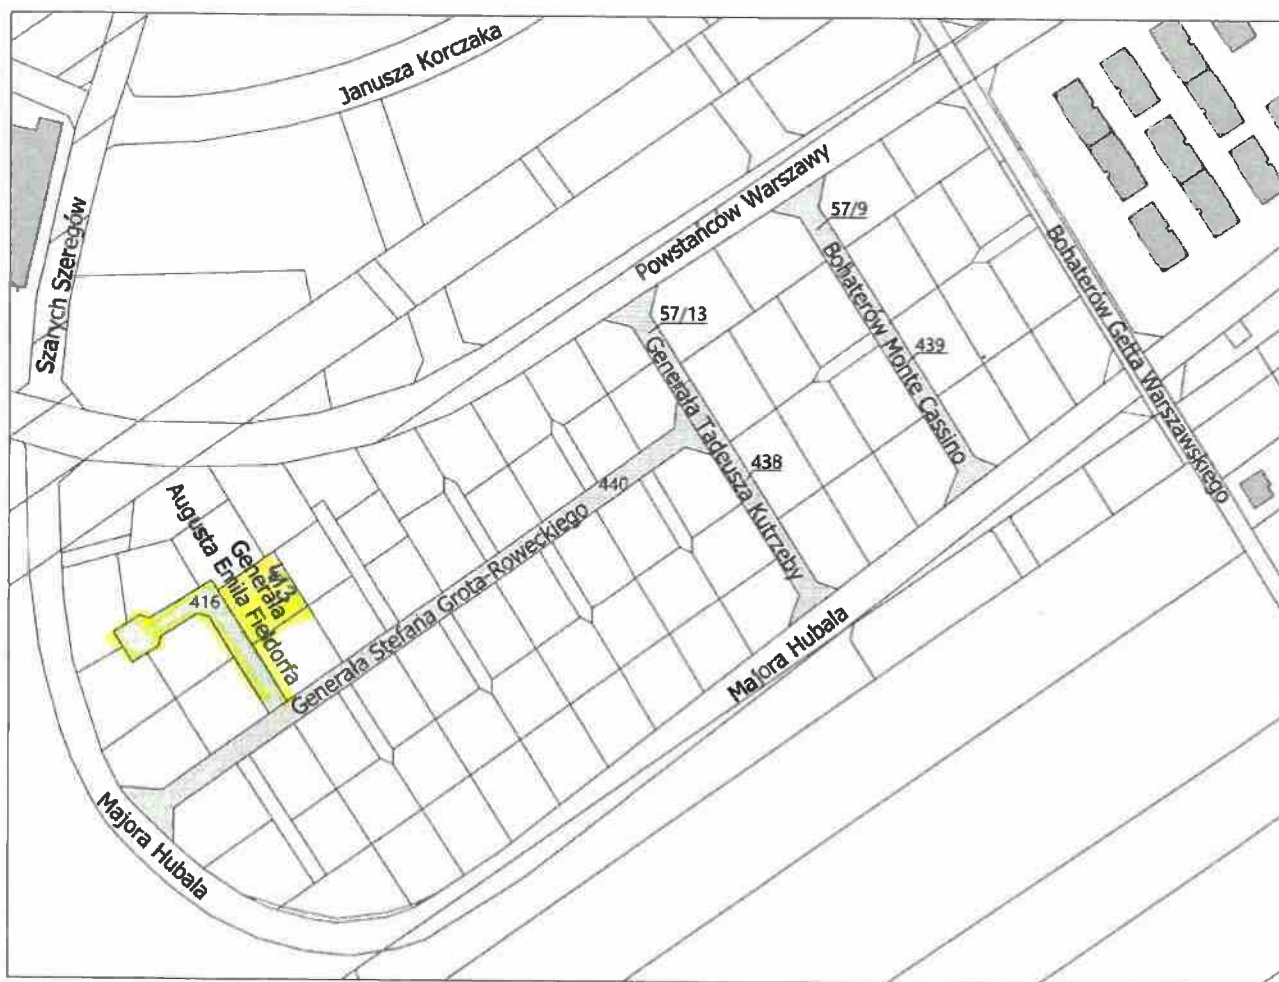 Janusza Korczaka
Szarych Szeregów
Powstańców Warszawy
57/9
Bohaterów Getta Warszawskiego
57/13
Bohaterów Monte Cassino
439
Generała Tadeusza Kutrzeby
438
440
Generała Stefana Grota-Roweckiego
Generała
Augusta Emila Fieldorfa
413
416
Majora Hubala
Majora Hubala